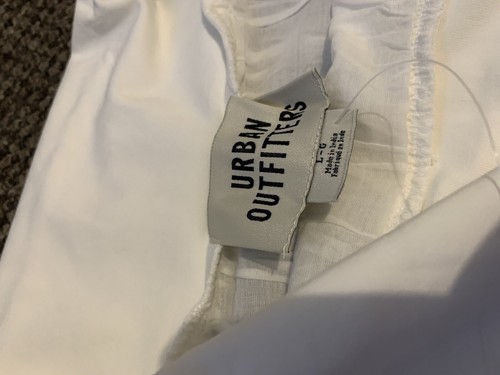 URBAN
OUTFITTERS
L - G
Made in India
Fabriqué en Inde